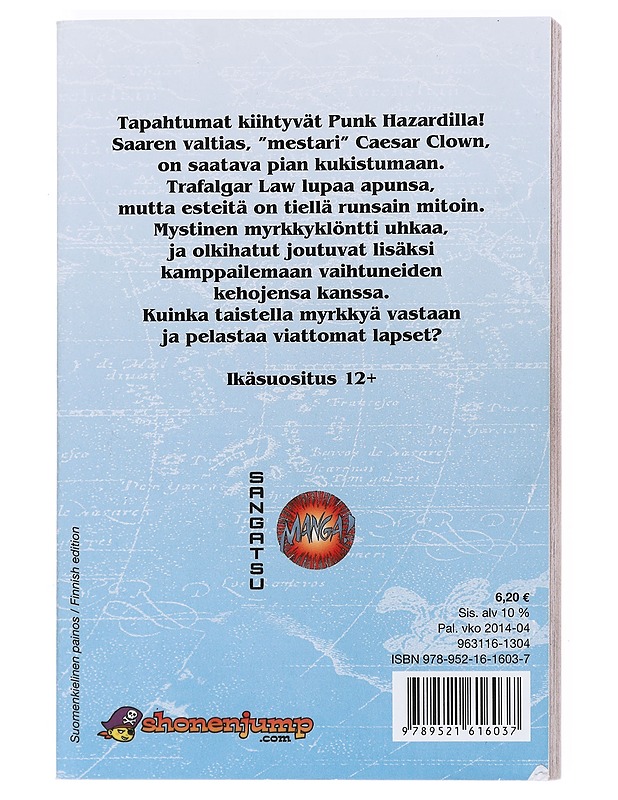 Tapahtumat kiihtyvät Punk Hazardilla!
Saaren valtias, ”mestari” Caesar Clown,
on saatava pian kukistumaan.
Trafalgar Law lupaa apunsa,
mutta esteitä on tiellä runsain mitoin.
Mystinen myrkkyklöntti uhkaa,
ja olkihatut joutuvat lisäksi
kamppailemaan vaihtuneiden
kehojensa kanssa.
Kuinka taistella myrkkyä vastaan
ja pelastaa viattomat lapset?
Ikäsuositus 12+
SANGATSU
MANGA!
Suomenkielinen painos / Finnish edition
6,20 €
Sis. alv 10 %
Pal. vko 2014-04
963116-1304
ISBN 978-952-16-1603-7
9 789521 616037
shonenjump
.com